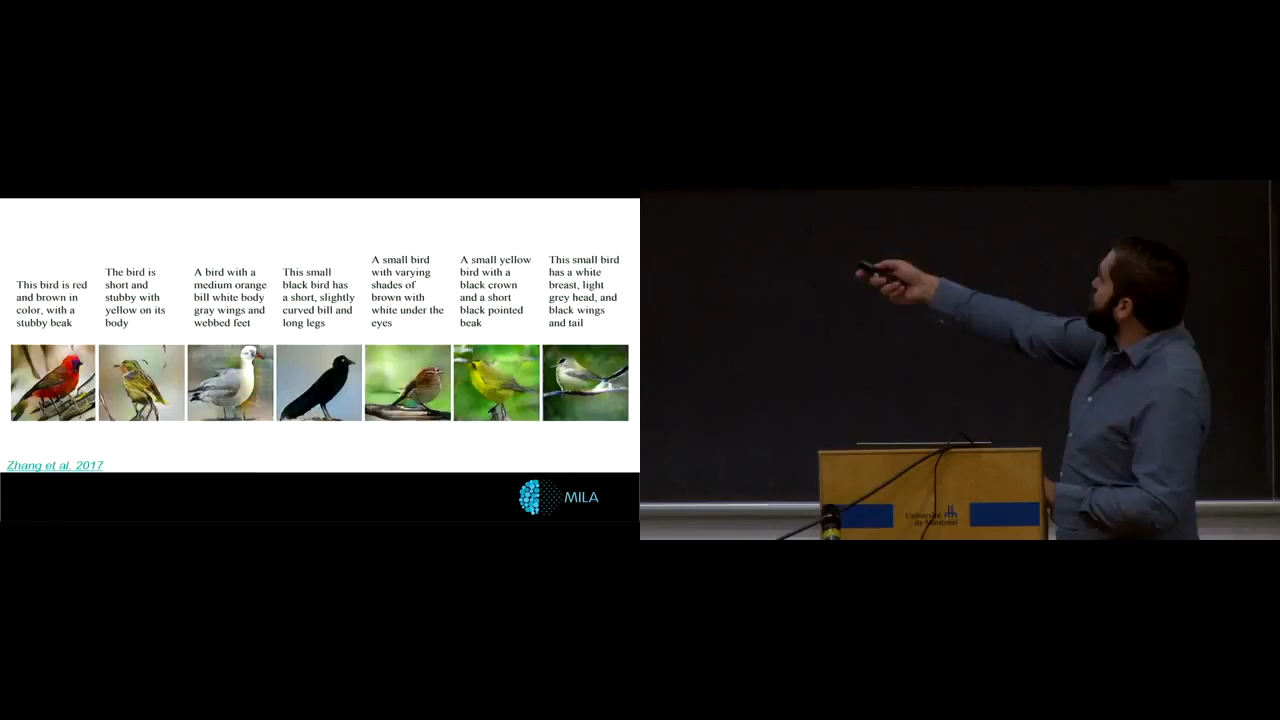 This bird is red
and brown in
color, with a
stubby beak
The bird is
short and
stubby with
yellow on its
body
A bird with a
medium orange
bill white body
gray wings and
webbed feet
This small
black bird has
a short, slightly
curved bill and
long legs
A small bird
with varying
shades of
brown with
white under the
eyes
A small yellow
bird with a
black crown
and a short
black pointed
beak
This small bird
has a white
breast, light
grey head, and
black wings
and tail
Zhang et al. 2017
MILA
Université
de Montréal